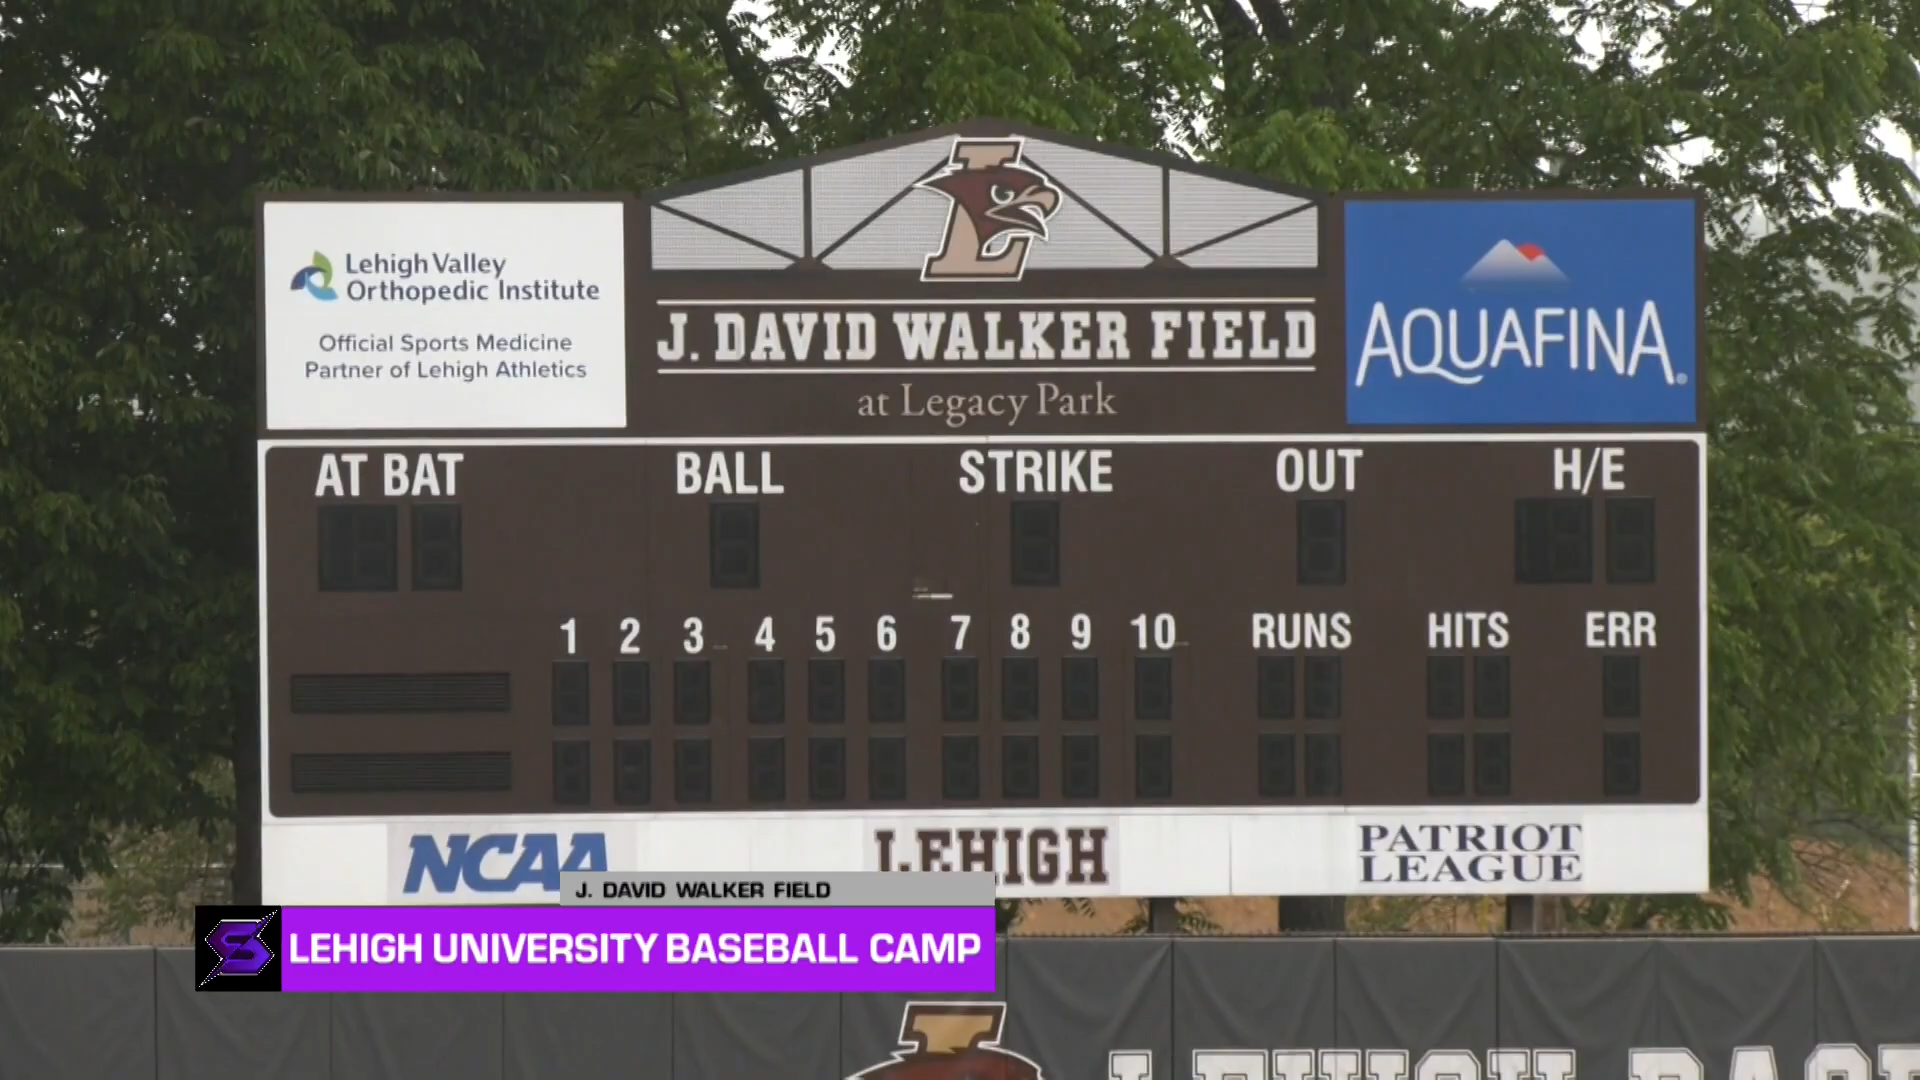 Lehigh Valley
Orthopedic Institute
Official Sports Medicine
Partner of Lehigh Athletics
J. DAVID WALKER FIELD
at Legacy Park
AQUAFINA
AT BAT BALL STRIKE OUT H/E
1 2 3 4 5 6 7 8 9 10 RUNS HITS ERR
NCAA LEHIGH PATRIOT
LEAGUE
J. DAVID WALKER FIELD
LEHIGH UNIVERSITY BASEBALL CAMP